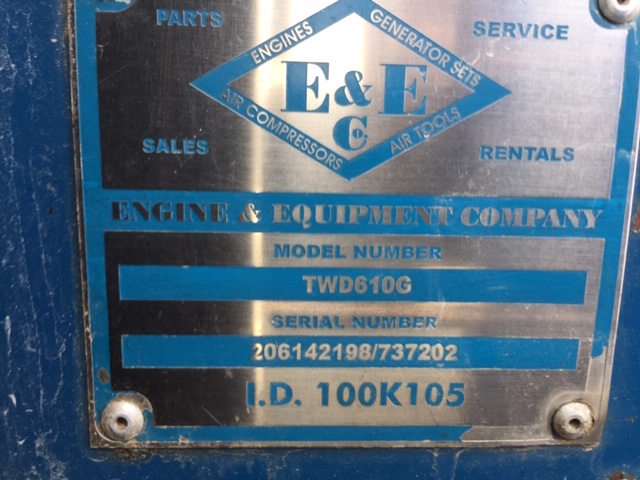 PARTS
SERVICE
ENGINES
GENERATOR SETS
E&E
Co
AIR COMPRESSORS
AIR TOOLS
SALES
RENTALS
ENGINE & EQUIPMENT COMPANY
MODEL NUMBER
TWD610G
SERIAL NUMBER
206142198/737202
I.D. 100K105